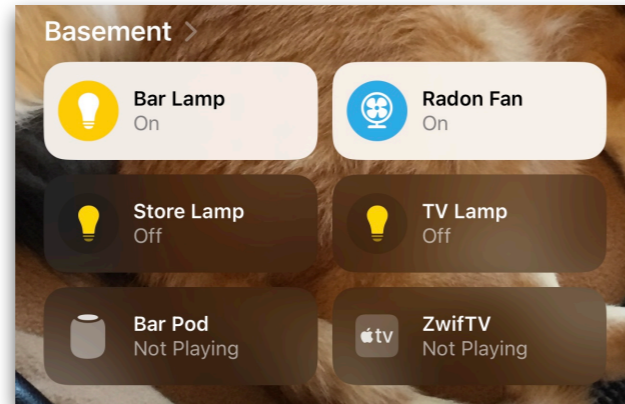 Basement >
Bar Lamp
On
Radon Fan
On
Store Lamp
Off
TV Lamp
Off
Bar Pod
Not Playing
tv
ZwifTV
Not Playing